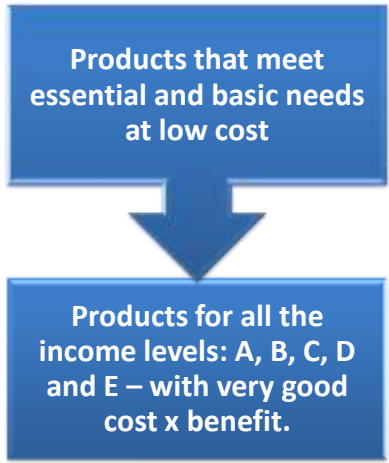 Products that meet
essential and basic needs
at low cost
Products for all the
income levels: A, B, C, D
and E – with very good
cost x benefit.